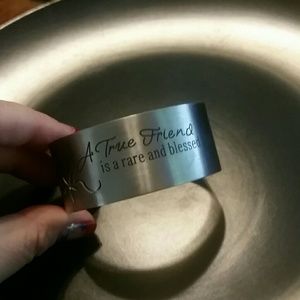 A True Friend
is a rare and blessed